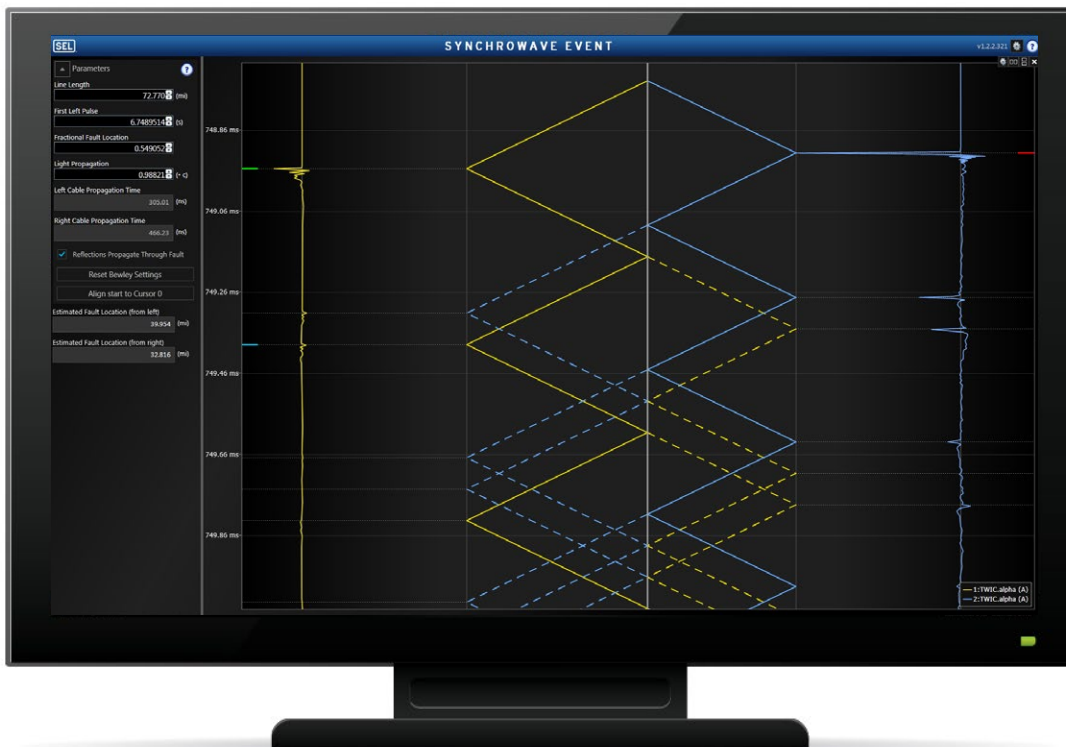 SEL
SYNCHROWAVE EVENT
v1.2.2.321
?
Parameters
?
Line Length
72.770 (mi)
First Left Pulse
6.7489514 (s)
Fractional Fault Location
0.549052
Light Propagation
0.98821 (* c)
Left Cable Propagation Time
305.01 (ns)
Right Cable Propagation Time
466.23 (ns)
Reflections Propagate Through Fault
Reset Bewley Settings
Align start to Cursor 0
Estimated Fault Location (from left)
39.954 (mi)
Estimated Fault Location (from right)
32.816 (mi)
748.86 ms
749.06 ms
749.26 ms
749.46 ms
749.66 ms
749.86 ms
1:TWIC.alpha (A)
2:TWIC.alpha (A)